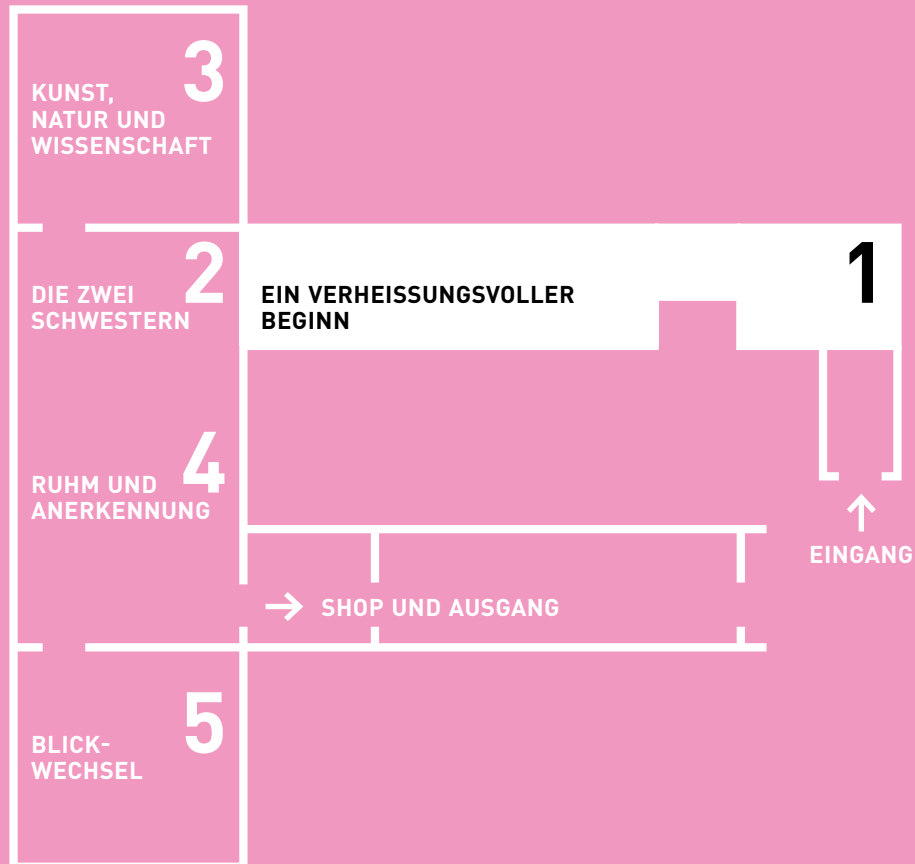 3
KUNST,
NATUR UND
WISSENSCHAFT
2
DIE ZWEI
SCHWESTERN
EIN VERHEISSUNGSVOLLER
BEGINN
1
4
RUHM UND
ANERKENNUNG
EINGANG
SHOP UND AUSGANG
5
BLICK-
WECHSEL